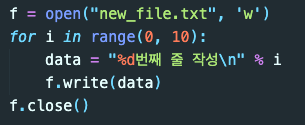 f = open("new_file.txt", 'w')
for i in range(0, 10):
    data = "%d번째 줄 작성\n" % i
    f.write(data)
f.close()